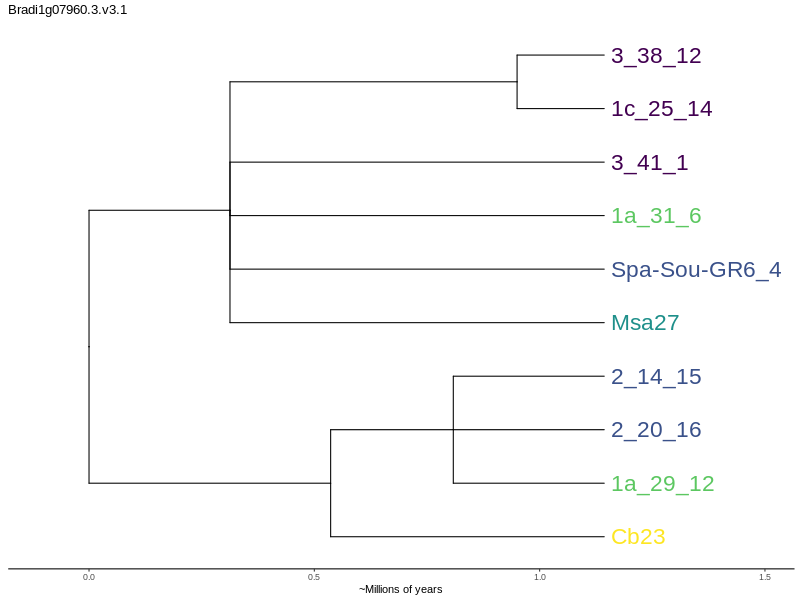 Bradi1g07960.3.v3.1
3_38_12
1c_25_14
3_41_1
1a_31_6
Spa-Sou-GR6_4
Msa27
2_14_15
2_20_16
1a_29_12
Cb23
0.0 0.5 1.0 1.5
~Millions of years